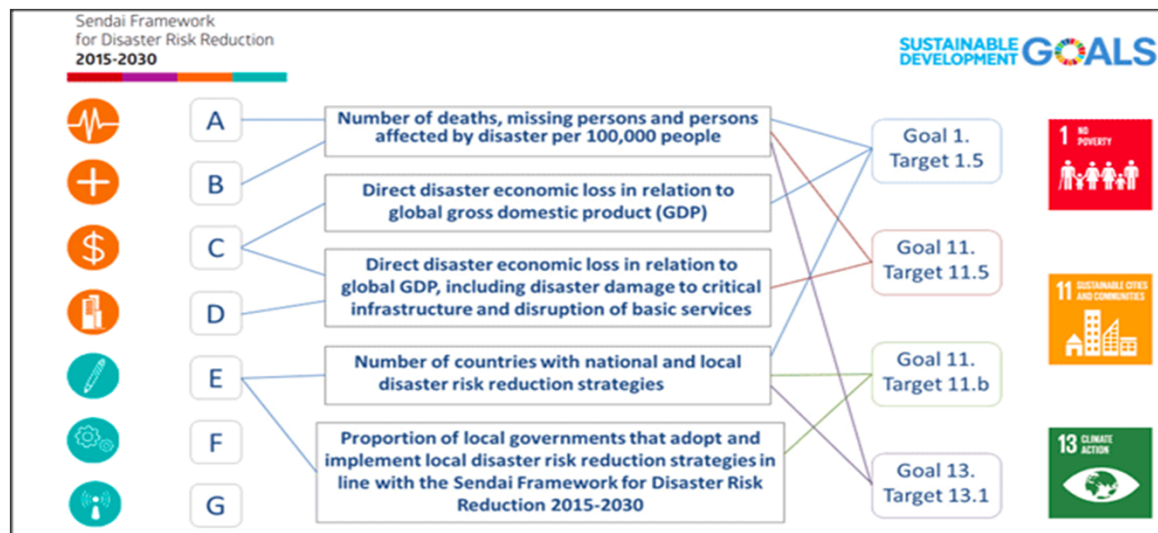 Sendai Framework
for Disaster Risk Reduction
2015-2030
SUSTAINABLE
DEVELOPMENT
GOALS
A
B
C
D
E
F
G
Number of deaths, missing persons and persons
affected by disaster per 100,000 people
Direct disaster economic loss in relation to
global gross domestic product (GDP)
Direct disaster economic loss in relation to
global GDP, including disaster damage to critical
infrastructure and disruption of basic services
Number of countries with national and local
disaster risk reduction strategies
Proportion of local governments that adopt and
implement local disaster risk reduction strategies in
line with the Sendai Framework for Disaster Risk
Reduction 2015-2030
Goal 1.
Target 1.5
Goal 11.
Target 11.5
Goal 11.
Target 11.b
Goal 13.
Target 13.1
1 NO
POVERTY
11 SUSTAINABLE CITIES
AND COMMUNITIES
13 CLIMATE
ACTION